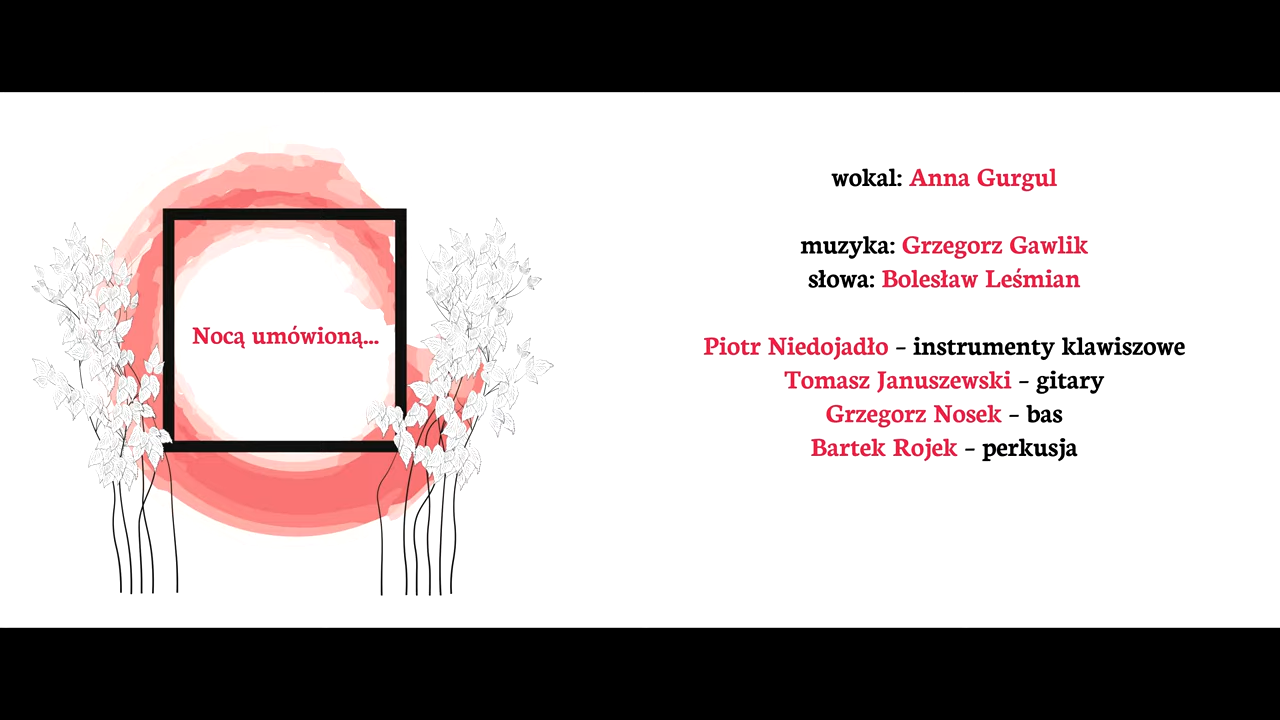 Nocą umówioną...
wokal: Anna Gurgul
muzyka: Grzegorz Gawlik
słowa: Bolesław Leśmian
Piotr Niedojadło – instrumenty klawiszowe
Tomasz Januszewski – gitary
Grzegorz Nosek – bas
Bartek Rojek – perkusja